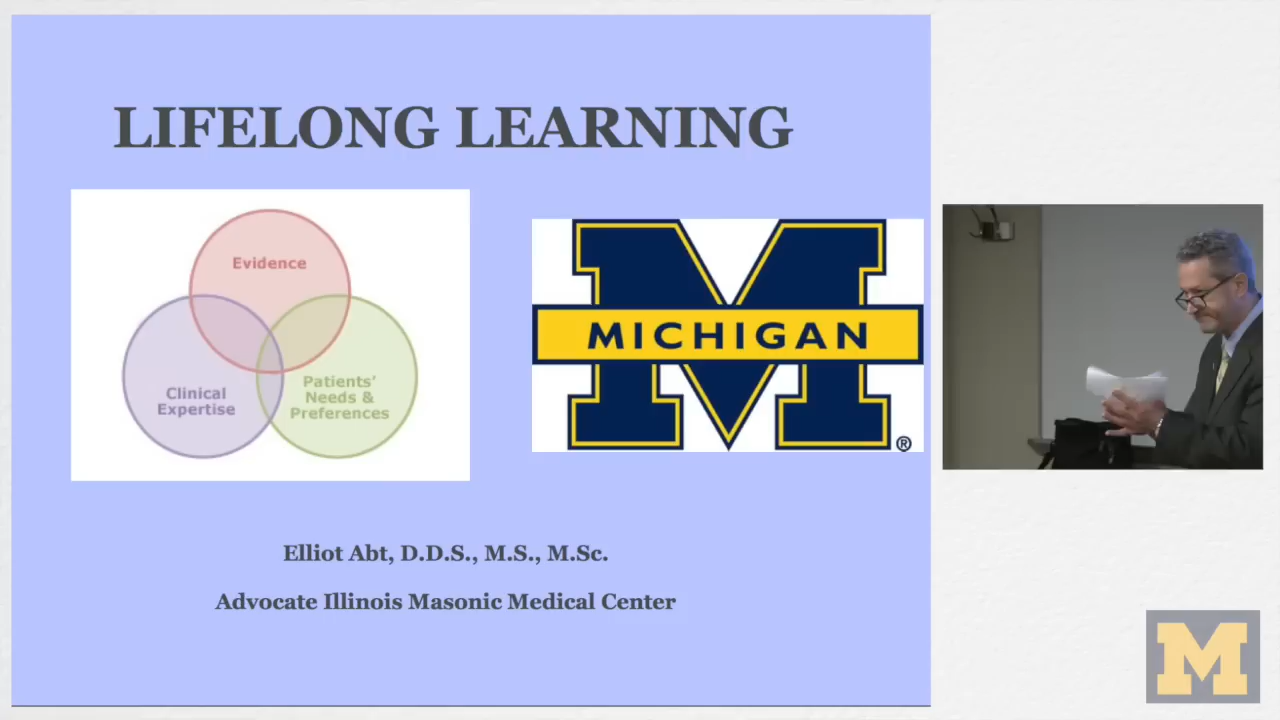 LIFELONG LEARNING
Evidence
Clinical
Expertise
Patients’
Needs &
Preferences
MICHIGAN
®
Elliot Abt, D.D.S., M.S., M.Sc.
Advocate Illinois Masonic Medical Center
M